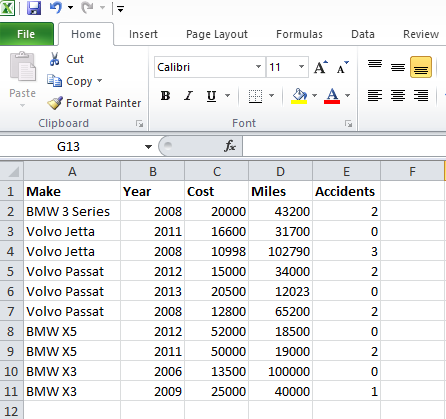 File Home Insert Page Layout Formulas Data Review
Cut
Copy
Format Painter
Paste
Calibri 11 A A
B I U A
Clipboard Font
G13 fx
A B C D E F
1 Make Year Cost Miles Accidents
2 BMW 3 Series 2008 20000 43200 2
3 Volvo Jetta 2011 16600 31700 0
4 Volvo Jetta 2008 10998 102790 3
5 Volvo Passat 2012 15000 34000 2
6 Volvo Passat 2013 20500 12023 0
7 Volvo Passat 2008 12800 65200 2
8 BMW X5 2012 52000 18500 0
9 BMW X5 2011 50000 19000 2
10 BMW X3 2006 13500 100000 0
11 BMW X3 2009 25000 40000 1
12